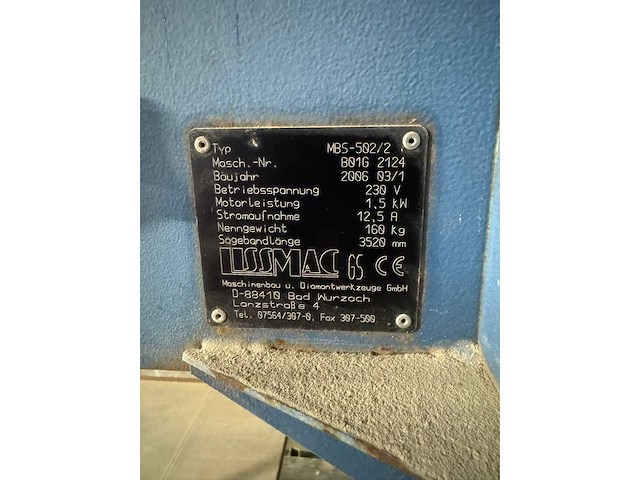 Typ MBS-502/2
Masch.-Nr. B01G 2124
Baujahr 2006 03/1
Betriebsspannung 230 V
Motorleistung 1,5 kW
Stromaufnahme 12,5 A
Nenngewicht 160 Kg
Sägebandlänge 3520 mm
LISSMAC GS CE
Maschinenbau u. Diamantwerkzeuge GmbH
D-88410 Bad Wurzach
Lanzstraße 4
Tel. 07564/307-0, Fax 307-500